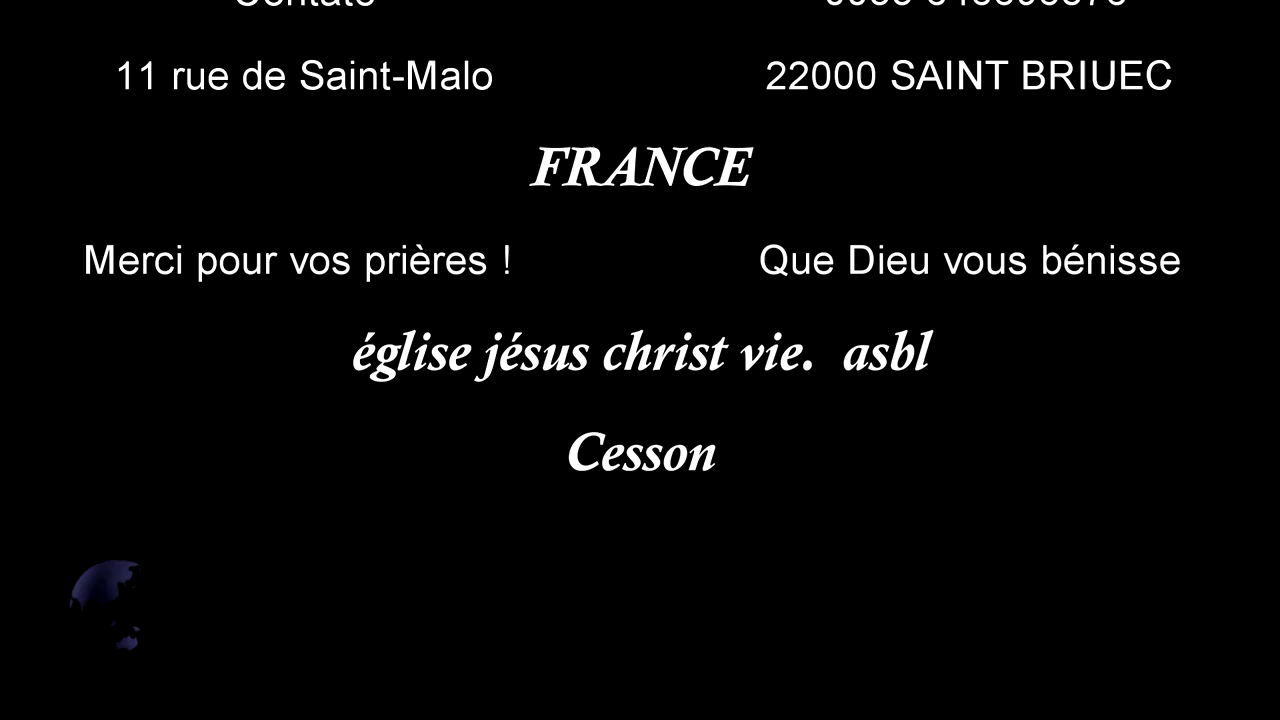 11 rue de Saint-Malo 22000 SAINT BRIUEC
FRANCE
Merci pour vos prières ! Que Dieu vous bénisse
église jésus christ vie. asbl
Cesson